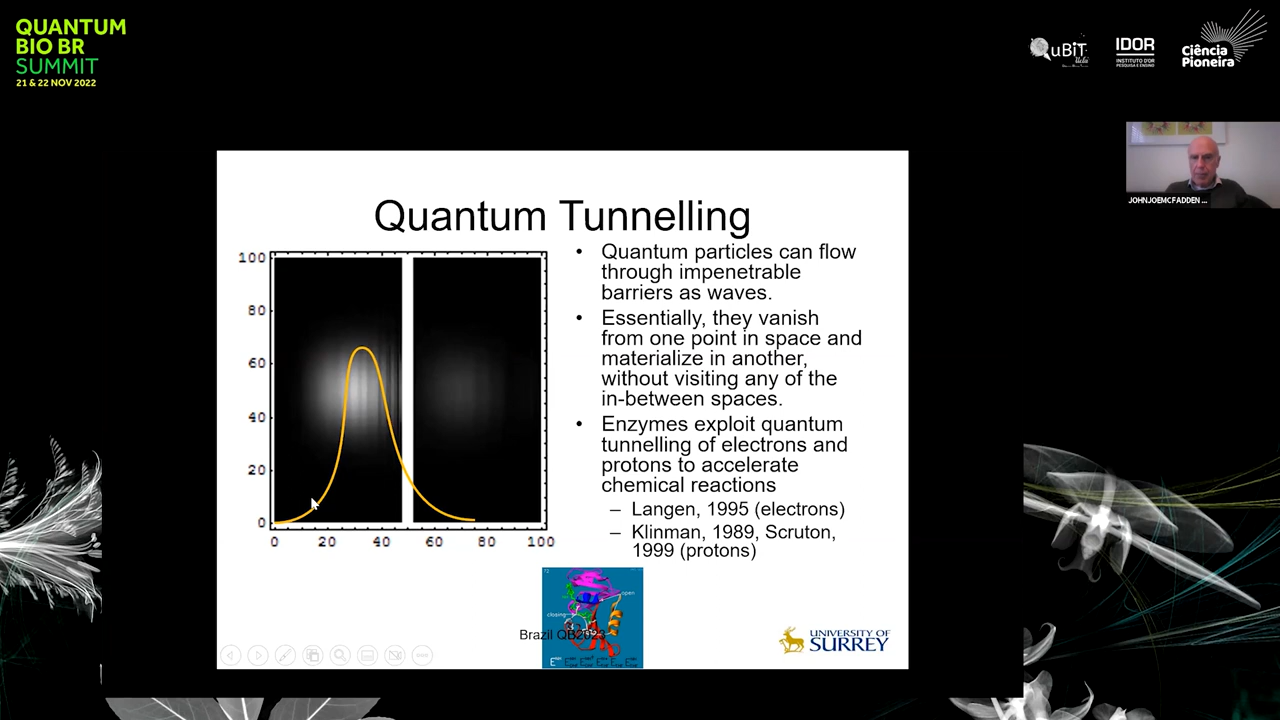 QUANTUM
BIO BR
SUMMIT
21 & 22 NOV 2022
QuBiT
IDOR
INSTITUTO D'OR
PESQUISA E ENSINO
Ciência
Pioneira
JOHNJOEMCFADDEN ...
Quantum Tunnelling
100
80
60
40
20
0
0 20 40 60 80 100
• Quantum particles can flow
through impenetrable
barriers as waves.
• Essentially, they vanish
from one point in space and
materialize in another,
without visiting any of the
in-between spaces.
• Enzymes exploit quantum
tunnelling of electrons and
protons to accelerate
chemical reactions
– Langen, 1995 (electrons)
– Klinman, 1989, Scruton,
1999 (protons)
open
closing
Brazil QB2023
UNIVERSITY OF
SURREY